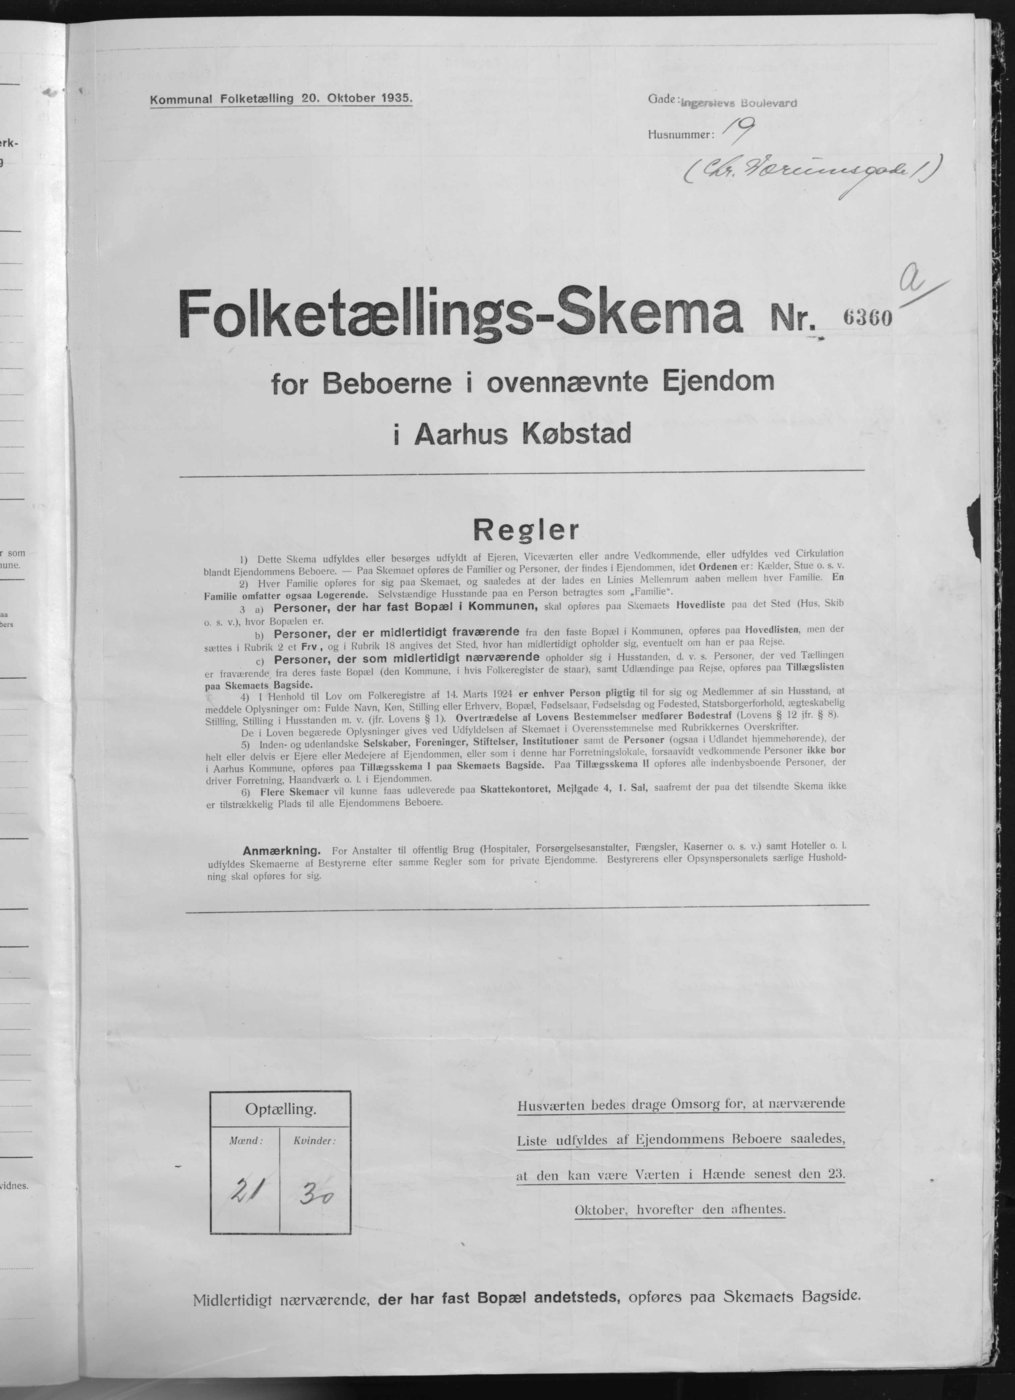 Kommunal Folketælling 20. Oktober 1935.
Gade: Ingerslevs Boulevard
Husnummer: 19
(Chr. Wærumsgade 1)
a
Folketællings-Skema Nr. 6360
for Beboerne i ovennævnte Ejendom
i Aarhus Købstad
Regler
1) Dette Skema udfyldes eller besørges udfyldt af Ejeren, Viceværten eller andre Vedkommende, eller udfyldes ved Cirkulation
blandt Ejendommens Beboere. — Paa Skemaet opføres de Familier og Personer, der findes i Ejendommen, idet Ordenen er: Kælder, Stue o. s. v.
2) Hver Familie opføres for sig paa Skemaet, og saaledes at der lades en Linies Mellemrum aaben mellem hver Familie. En
Familie omfatter ogsaa Logerende. Selvstændige Husstande paa en Person betragtes som „Familie“.
3 a) Personer, der har fast Bopæl i Kommunen, skal opføres paa Skemaets Hovedliste paa det Sted (Hus, Skib
o. s. v.), hvor Bopælen er.
b) Personer, der er midlertidigt fraværende fra den faste Bopæl i Kommunen, opføres paa Hovedlisten, men der
sættes i Rubrik 2 et Frv., og i Rubrik 18 angives det Sted, hvor han midlertidigt opholder sig, eventuelt om han er paa Rejse.
c) Personer, der som midlertidigt nærværende opholder sig i Husstanden, d. v. s. Personer, der ved Tællingen
er fraværende fra deres faste Bopæl (den Kommune, i hvis Folkeregister de staar), samt Udlændinge paa Rejse, opføres paa Tillægslisten
paa Skemaets Bagside.
4) I Henhold til Lov om Folkeregistre af 14. Marts 1924 er enhver Person pligtig til for sig og Medlemmer af sin Husstand, at
meddele Oplysninger om: Fulde Navn, Køn, Stilling eller Erhverv, Bopæl, Fødselsaar, Fødselsdag og Fødested, Statsborgerforhold, ægteskabelig
Stilling, Stilling i Husstanden m. v. (jfr. Lovens § 1). Overtrædelse af Lovens Bestemmelser medfører Bødestraf (Lovens § 12 jfr. § 8).
De i Loven begærede Oplysninger gives ved Udfyldelsen af Skemaet i Overensstemmelse med Rubrikkernes Overskrifter.
5) Inden- og udenlandske Selskaber, Foreninger, Stiftelser, Institutioner samt de Personer (ogsaa i Udlandet hjemmehørende), der
helt eller delvis er Ejere eller Medejere af Ejendommen, eller som i denne har Forretningslokale, forsaavidt vedkommende Personer ikke bor
i Aarhus Kommune, opføres paa Tillægsskema I paa Skemaets Bagside. Paa Tillægsskema II opføres alle indenbysboende Personer, der
driver Forretning, Haandværk o. l. i Ejendommen.
6) Flere Skemaer vil kunne faas udleverede paa Skattekontoret, Mejlgade 4, 1. Sal, saafremt der paa det tilsendte Skema ikke
er tilstrækkelig Plads til alle Ejendommens Beboere.
Anmærkning. For Anstalter til offentlig Brug (Hospitaler, Forsørgelsesanstalter, Fængsler, Kaserner o. s. v.) samt Hoteller o. l.
udfyldes Skemaerne af Bestyrerne efter samme Regler som for private Ejendomme. Bestyrerens eller Opsynspersonalets særlige Hushold-
ning skal opføres for sig.
Optælling.
Mænd: Kvinder:
21 30
Husværten bedes drage Omsorg for, at nærværende
Liste udfyldes af Ejendommens Beboere saaledes,
at den kan være Værten i Hænde senest den 23.
Oktober, hvorefter den afhentes.
Midlertidigt nærværende, der har fast Bopæl andetsteds, opføres paa Skemaets Bagside.